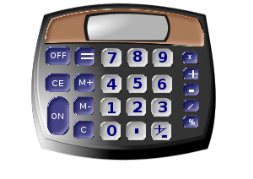 OFF = 7 8 9 x
CE M+ 4 5 6 +
ON M- 1 2 3 -
C 0 . +/- /
%